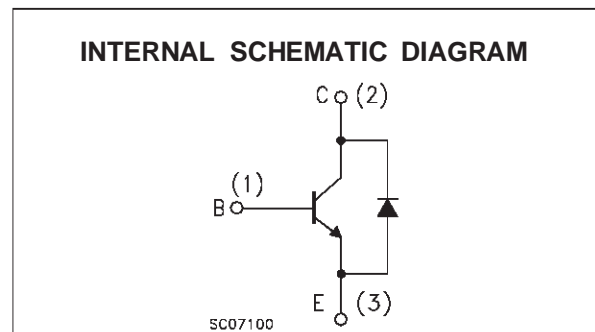 INTERNAL SCHEMATIC DIAGRAM
C (2)
(1)
B
E (3)
SC07100